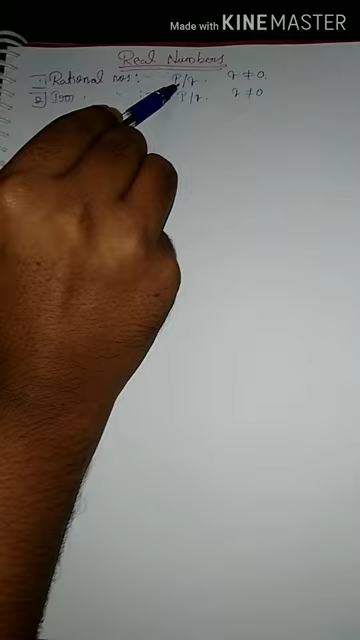 Made with KINEMASTER
Real Numbers
1 Rational nos: P/q. q ≠ 0.
2 P/q. q ≠ 0